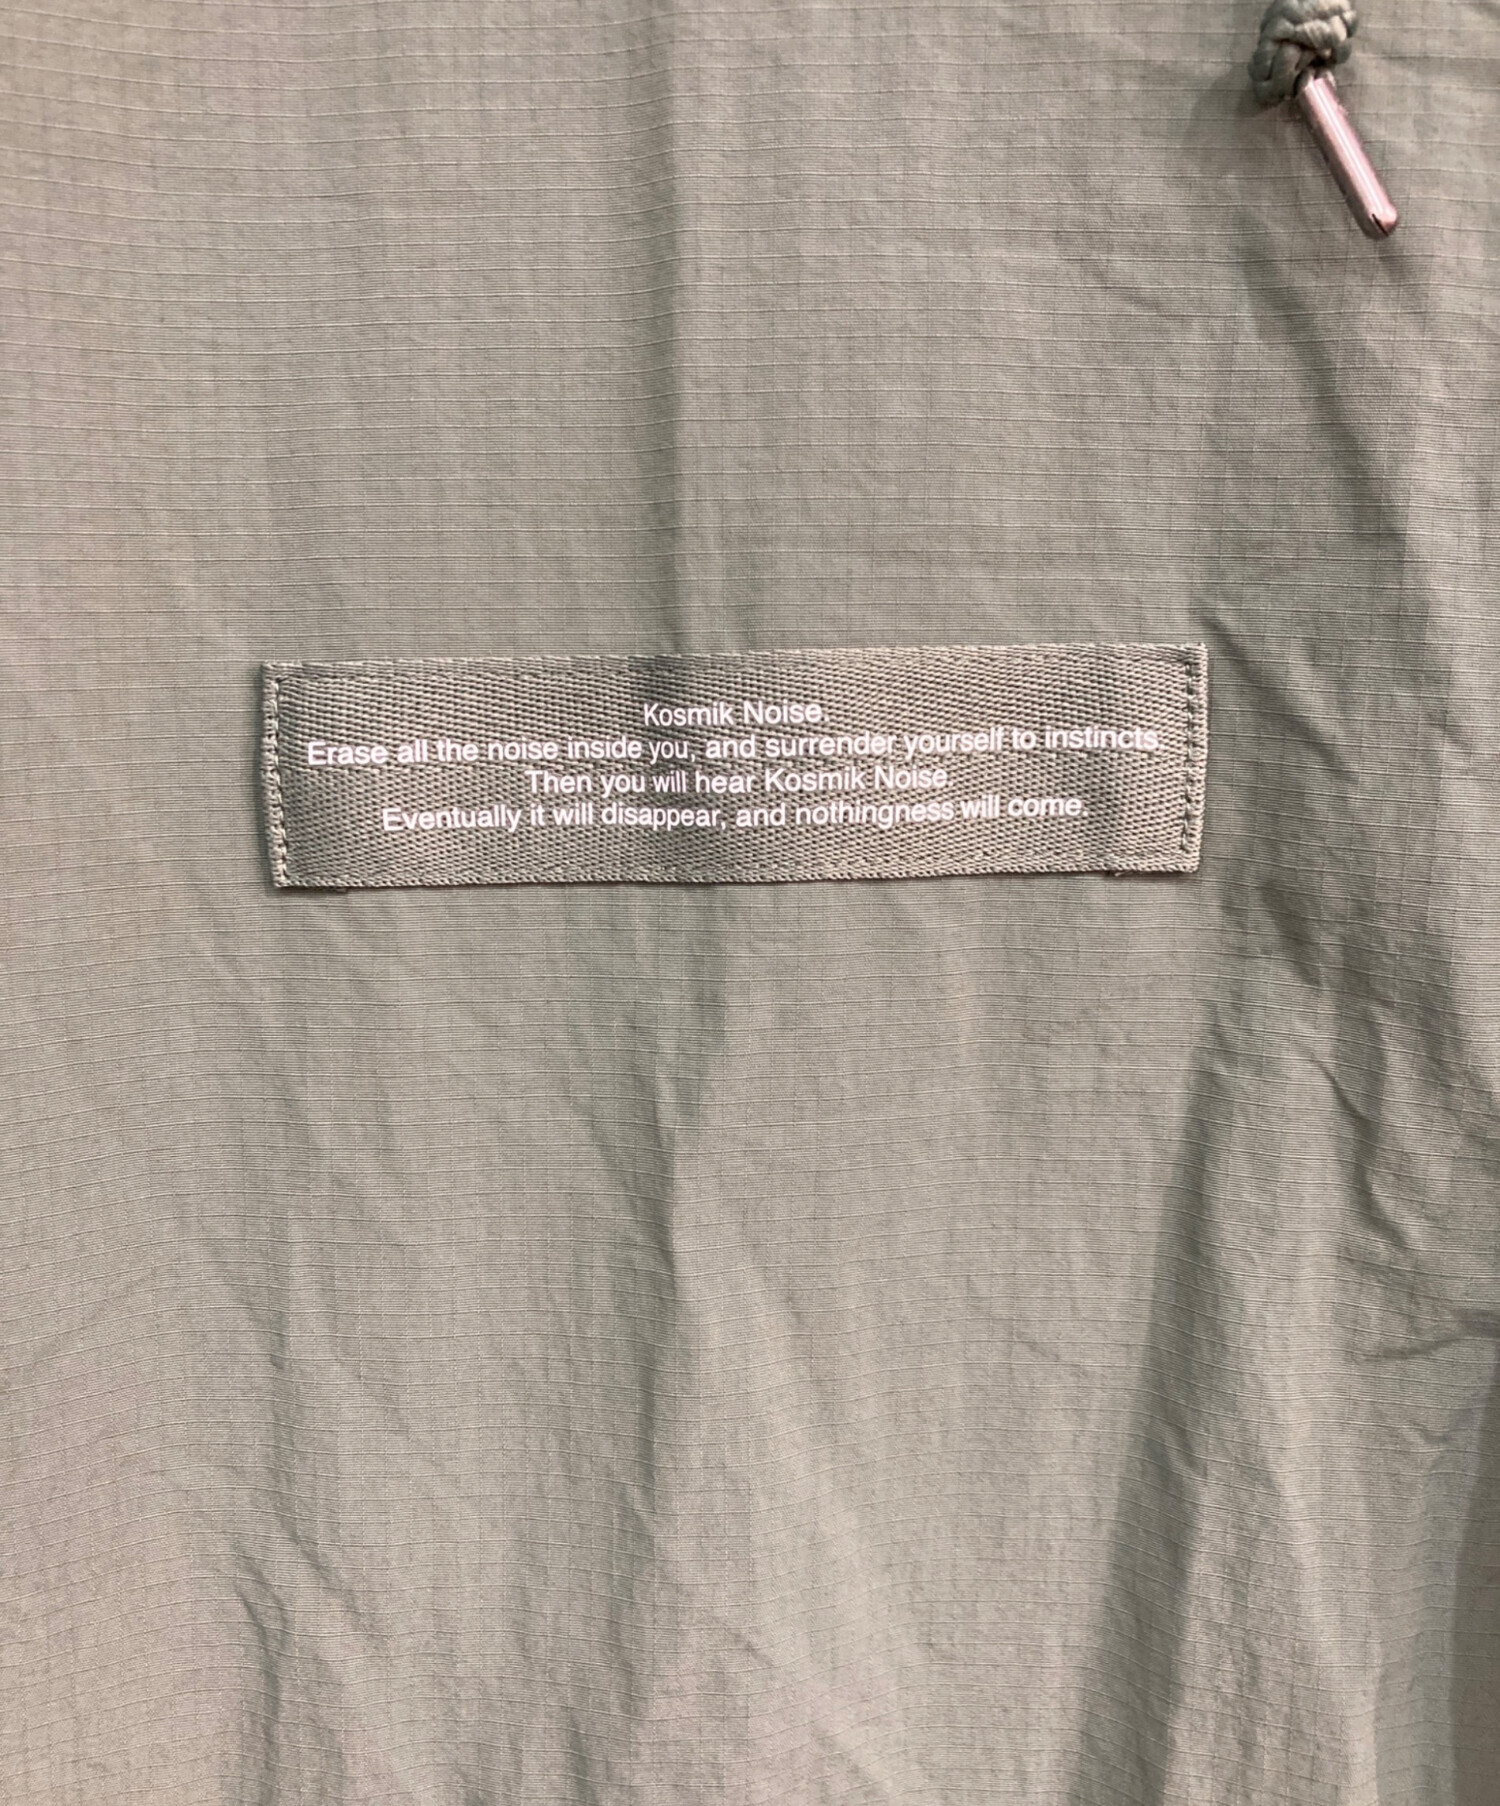 Kosmik Noise.
Erase all the noise inside you, and surrender yourself to instincts.
Then you will hear Kosmik Noise.
Eventually it will disappear, and nothingness will come.